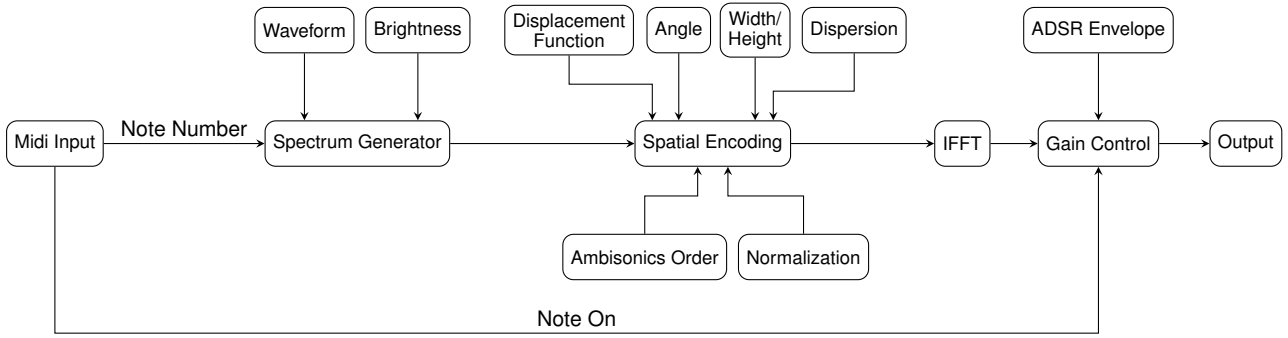 Waveform
Brightness
Displacement
Function
Angle
Width/
Height
Dispersion
ADSR Envelope
Midi Input
Note Number
Spectrum Generator
Spatial Encoding
IFFT
Gain Control
Output
Ambisonics Order
Normalization
Note On